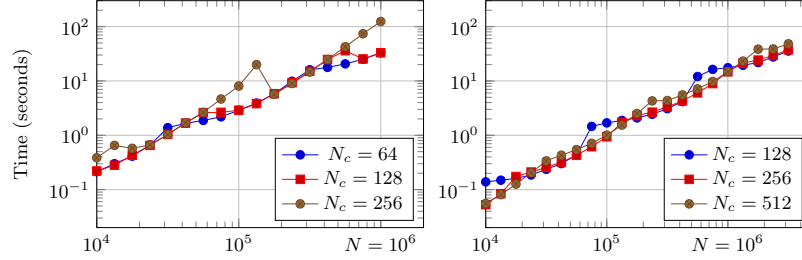 Time (seconds)
10^2
10^1
10^0
10^{-1}
N_c = 64
N_c = 128
N_c = 256
10^4
10^5
N = 10^6
10^2
10^1
10^0
10^{-1}
N_c = 128
N_c = 256
N_c = 512
10^4
10^5
N = 10^6